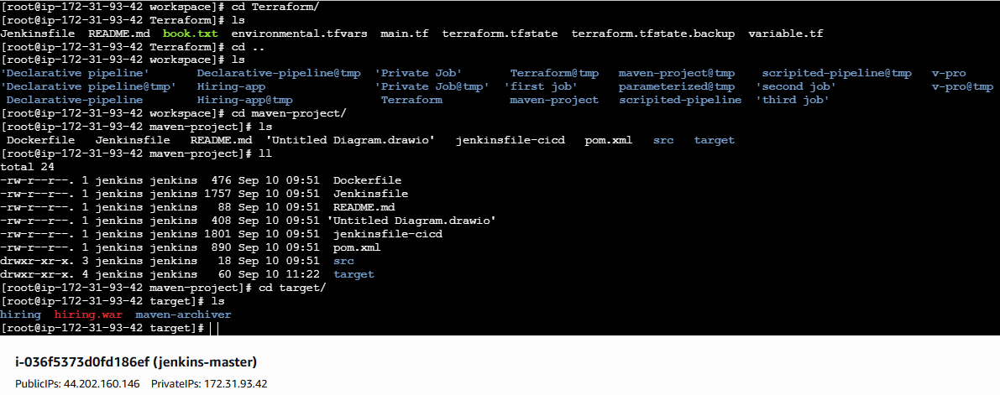 [root@ip-172-31-93-42 workspace]# cd Terraform/
[root@ip-172-31-93-42 Terraform]# ls
Jenkinsfile  README.md  book.txt  environmental.tfvars  main.tf  terraform.tfstate  terraform.tfstate.backup  variable.tf
[root@ip-172-31-93-42 Terraform]# cd ..
[root@ip-172-31-93-42 workspace]# ls
'Declarative pipeline'       Declarative-pipeline@tmp  'Private Job'       Terraform@tmp   maven-project@tmp    scripited-pipeline@tmp   v-pro
'Declarative pipeline@tmp'   Hiring-app                'Private Job@tmp'  'first job'      parameterized@tmp   'second job'              v-pro@tmp
 Declarative-pipeline        Hiring-app@tmp             Terraform          maven-project   scripited-pipeline  'third job'
[root@ip-172-31-93-42 workspace]# cd maven-project/
[root@ip-172-31-93-42 maven-project]# ls
 Dockerfile   Jenkinsfile   README.md  'Untitled Diagram.drawio'   jenkinsfile-cicd   pom.xml   src   target
[root@ip-172-31-93-42 maven-project]# ll
total 24
-rw-r--r--. 1 jenkins jenkins  476 Sep 10 09:51  Dockerfile
-rw-r--r--. 1 jenkins jenkins 1757 Sep 10 09:51  Jenkinsfile
-rw-r--r--. 1 jenkins jenkins   88 Sep 10 09:51  README.md
-rw-r--r--. 1 jenkins jenkins  408 Sep 10 09:51 'Untitled Diagram.drawio'
-rw-r--r--. 1 jenkins jenkins 1801 Sep 10 09:51  jenkinsfile-cicd
-rw-r--r--. 1 jenkins jenkins  890 Sep 10 09:51  pom.xml
drwxr-xr-x. 3 jenkins jenkins   18 Sep 10 09:51  src
drwxr-xr-x. 4 jenkins jenkins   60 Sep 10 11:22  target
[root@ip-172-31-93-42 maven-project]# cd target/
[root@ip-172-31-93-42 target]# ls
hiring  hiring.war  maven-archiver
[root@ip-172-31-93-42 target]#
i-036f5373d0fd186ef (jenkins-master)
PublicIPs: 44.202.160.146   PrivateIPs: 172.31.93.42